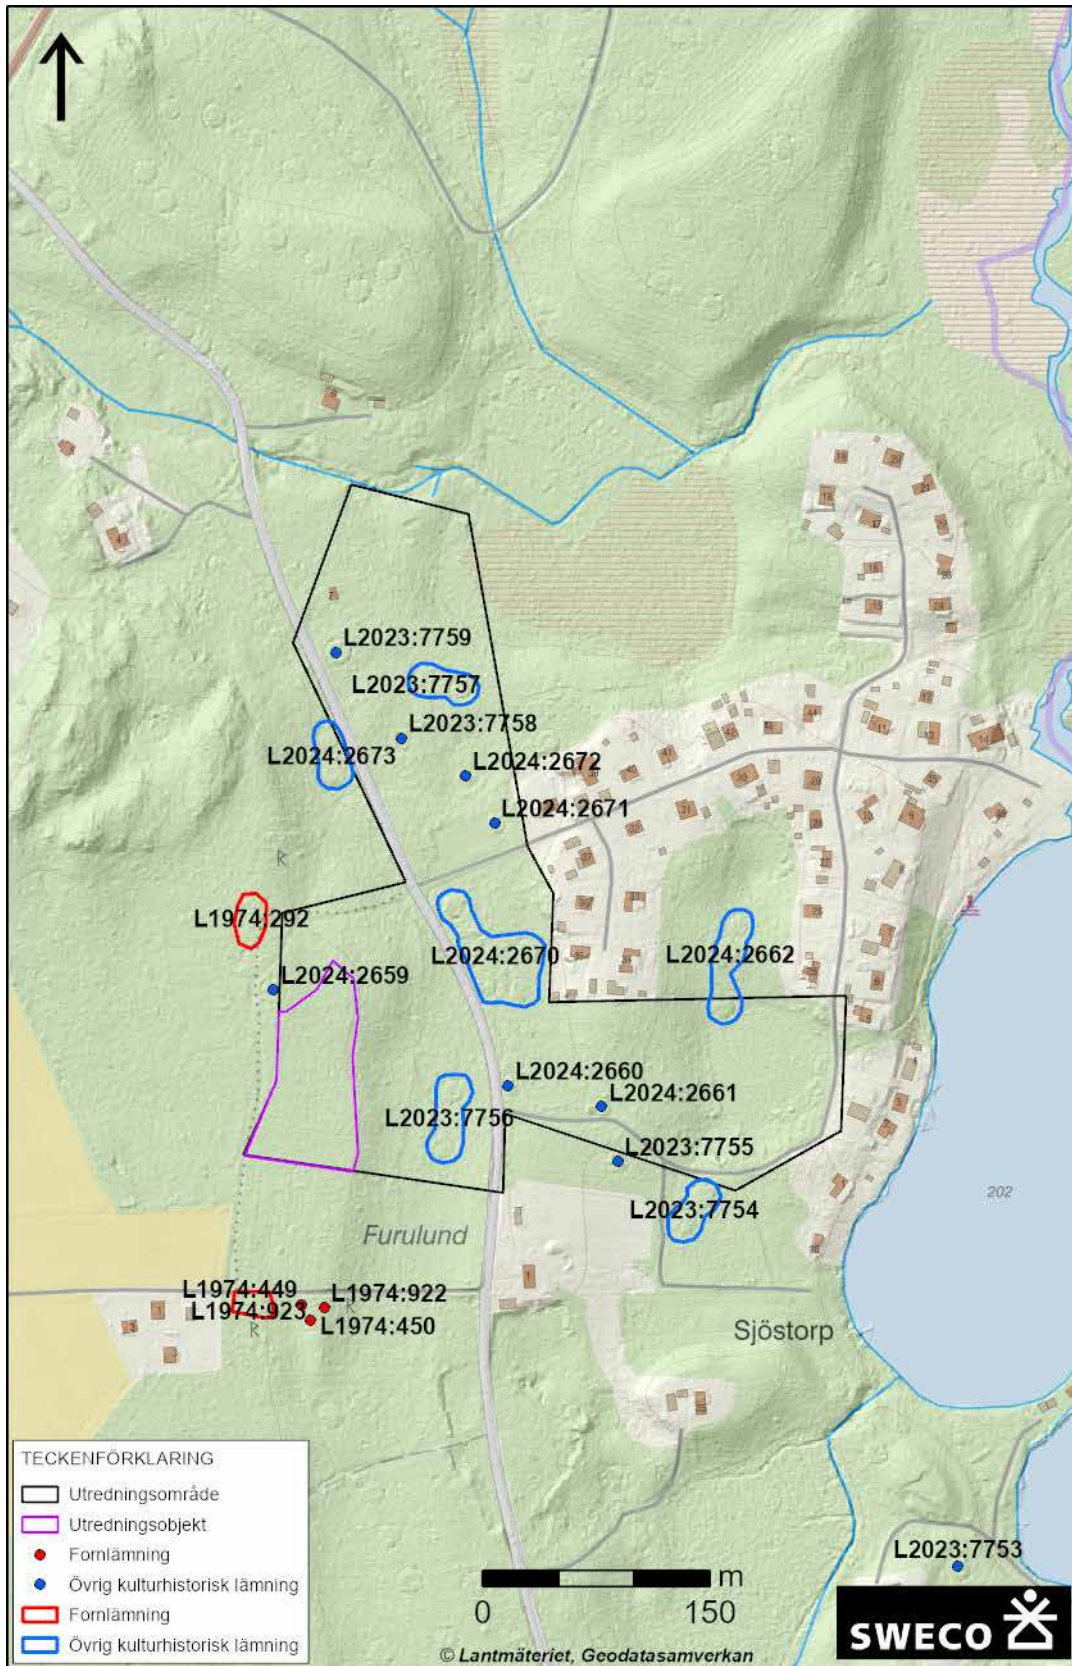 L2023:7759
L2023:7757
L2023:7758
L2024:2673
L2024:2672
L2024:2671
R
L1974:292
L2024:2670
L2024:2662
L2024:2659
L2024:2660
L2024:2661
L2023:7756
L2023:7755
202
L2023:7754
Furulund
L1974:449
L1974:922
L1974:923
R
L1974:450
R
Sjöstorp
TECKENFÖRKLARING
Utredningsområde
Utredningsobjekt
Fornlämning
Övrig kulturhistorisk lämning
Fornlämning
Övrig kulturhistorisk lämning
L2023:7753
m
0 150
SWECO
© Lantmäteriet, Geodatasamverkan